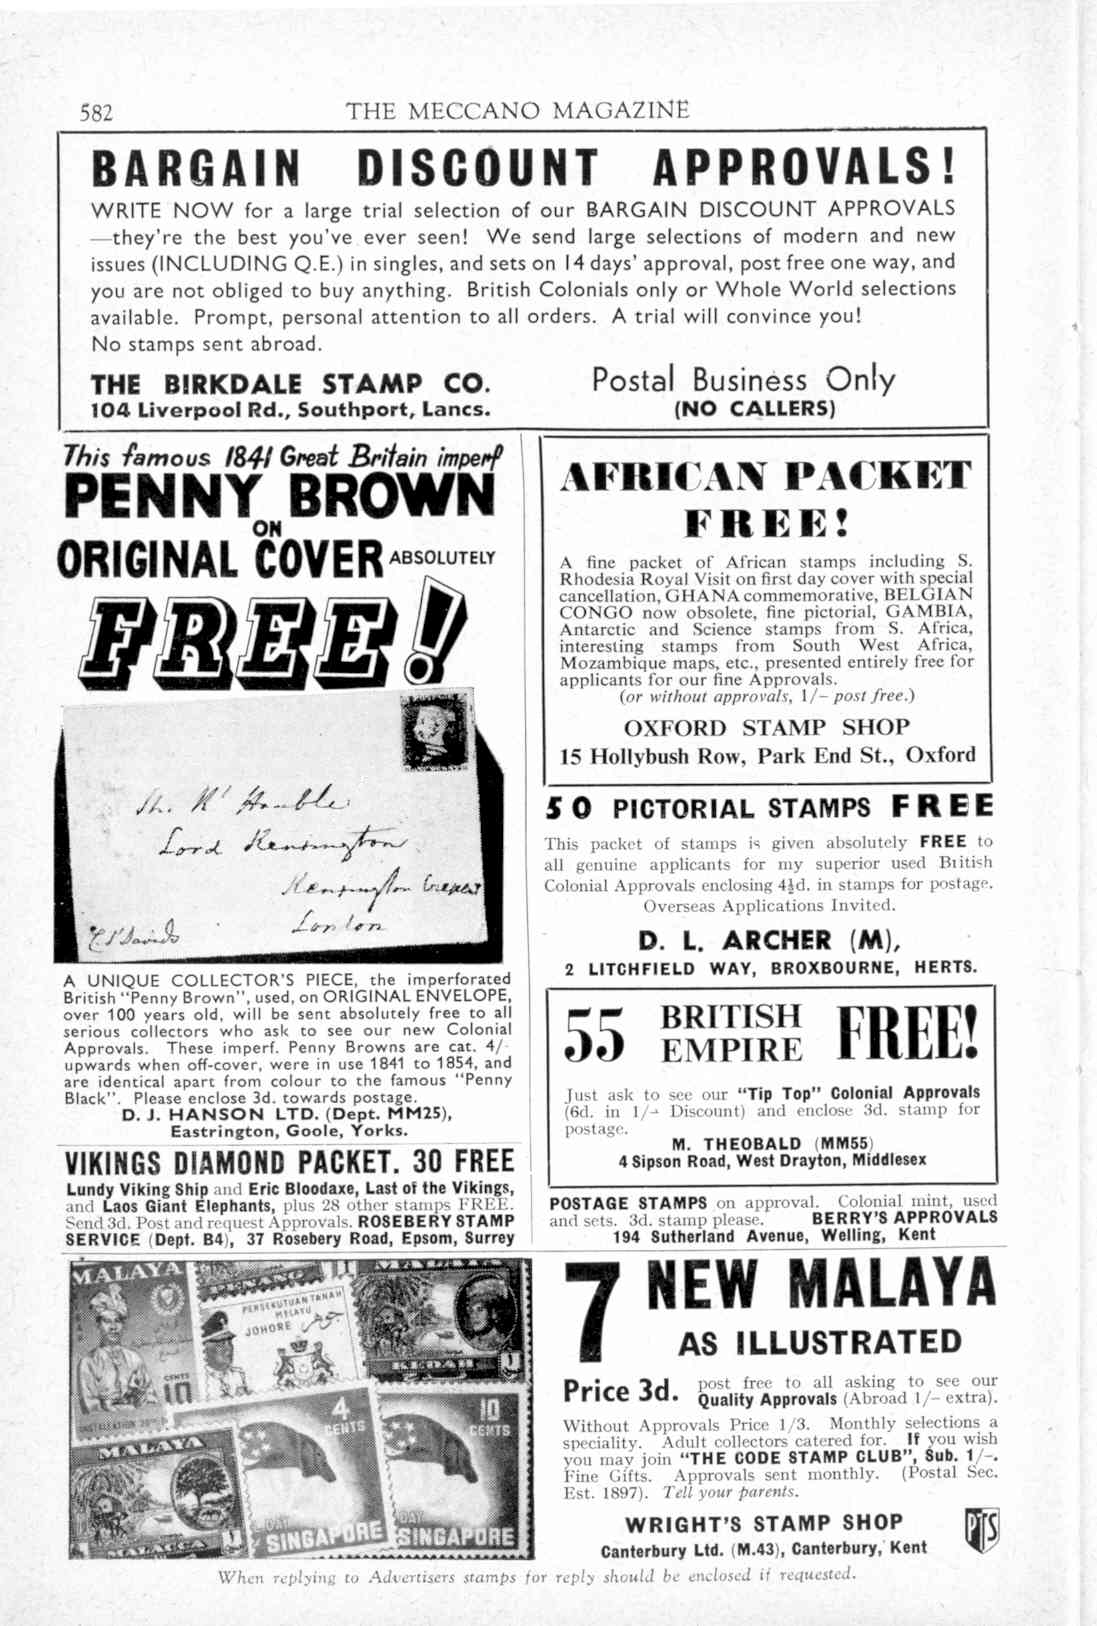 582
THE MECCANO MAGAZINE
BARGAIN DISCOUNT APPROVALS!
WRITE NOW for a large trial selection of our BARGAIN DISCOUNT APPROVALS
—they're the best you've ever seen! We send large selections of modern and new
issues (INCLUDING Q.E.) in singles, and sets on 14 days' approval, post free one way, and
you are not obliged to buy anything. British Colonials only or Whole World selections
available. Prompt, personal attention to all orders. A trial will convince you!
No stamps sent abroad.
THE BIRKDALE STAMP CO.
104 Liverpool Rd., Southport, Lancs.
Postal Business Only
(NO CALLERS)
This famous 1841 Great Britain imperf
PENNY BROWN
ON
ORIGINAL COVER ABSOLUTELY
FREE!
Lord Kensington
London
A UNIQUE COLLECTOR'S PIECE, the imperforated
British "Penny Brown", used, on ORIGINAL ENVELOPE,
over 100 years old, will be sent absolutely free to all
serious collectors who ask to see our new Colonial
Approvals. These imperf. Penny Browns are cat. 4/-
upwards when off-cover, were in use 1841 to 1854, and
are identical apart from colour to the famous "Penny
Black". Please enclose 3d. towards postage.
D. J. HANSON LTD. (Dept. MM25),
Eastrington, Goole, Yorks.
VIKINGS DIAMOND PACKET. 30 FREE
Lundy Viking Ship and Eric Bloodaxe, Last of the Vikings,
and Laos Giant Elephants, plus 28 other stamps FREE.
Send 3d. Post and request Approvals. ROSEBERY STAMP
SERVICE (Dept. B4), 37 Rosebery Road, Epsom, Surrey
AFRICAN PACKET
FREE!
A fine packet of African stamps including S.
Rhodesia Royal Visit on first day cover with special
cancellation, GHANA commemorative, BELGIAN
CONGO now obsolete, fine pictorial, GAMBIA,
Antarctic and Science stamps from S. Africa,
interesting stamps from South West Africa,
Mozambique maps, etc., presented entirely free for
applicants for our fine Approvals.
(or without approvals, 1/- post free.)
OXFORD STAMP SHOP
15 Hollybush Row, Park End St., Oxford
50 PICTORIAL STAMPS FREE
This packet of stamps is given absolutely FREE to
all genuine applicants for my superior used British
Colonial Approvals enclosing 4½d. in stamps for postage.
Overseas Applications Invited.
D. L. ARCHER (M),
2 LITCHFIELD WAY, BROXBOURNE, HERTS.
55 BRITISH EMPIRE FREE!
Just ask to see our "Tip Top" Colonial Approvals
(6d. in 1/- Discount) and enclose 3d. stamp for
postage.
M. THEOBALD (MM55)
4 Sipson Road, West Drayton, Middlesex
POSTAGE STAMPS on approval. Colonial mint, used
and sets. 3d. stamp please. BERRY'S APPROVALS
194 Sutherland Avenue, Welling, Kent
MALAYA
CENTS
10
INSTALLATION
PENANG
PERSEKUTUAN TANAH
MELAYU
JOHORE
KEDAH
MALAYA
MALACCA
4
CENTS
DAY
SINGAPORE
10
CENTS
DAY
SINGAPORE
7 NEW MALAYA
AS ILLUSTRATED
Price 3d. post free to all asking to see our
Quality Approvals (Abroad 1/- extra).
Without Approvals Price 1/3. Monthly selections a
speciality. Adult collectors catered for. If you wish
you may join "THE CODE STAMP CLUB", Sub. 1/-.
Fine Gifts. Approvals sent monthly. (Postal Sec.
Est. 1897). Tell your parents.
WRIGHT'S STAMP SHOP
Canterbury Ltd. (M.43), Canterbury, Kent
PTS
When replying to Advertisers stamps for reply should be enclosed if requested.